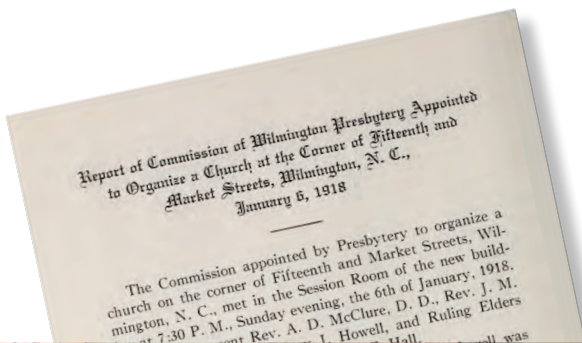 Report of Commission of Wilmington Presbytery Appointed
to Organize a Church at the Corner of Fifteenth and
Market Streets, Wilmington, N. C.,
January 6, 1918
The Commission appointed by Presbytery to organize a
church on the corner of Fifteenth and Market Streets, Wil-
mington, N. C., met in the Session Room of the new build-
at 7:30 P. M., Sunday evening, the 6th of January, 1918.
Rev. A. D. McClure, D. D., Rev. J. M.
J. Howell, and Ruling Elders
Hall.
was